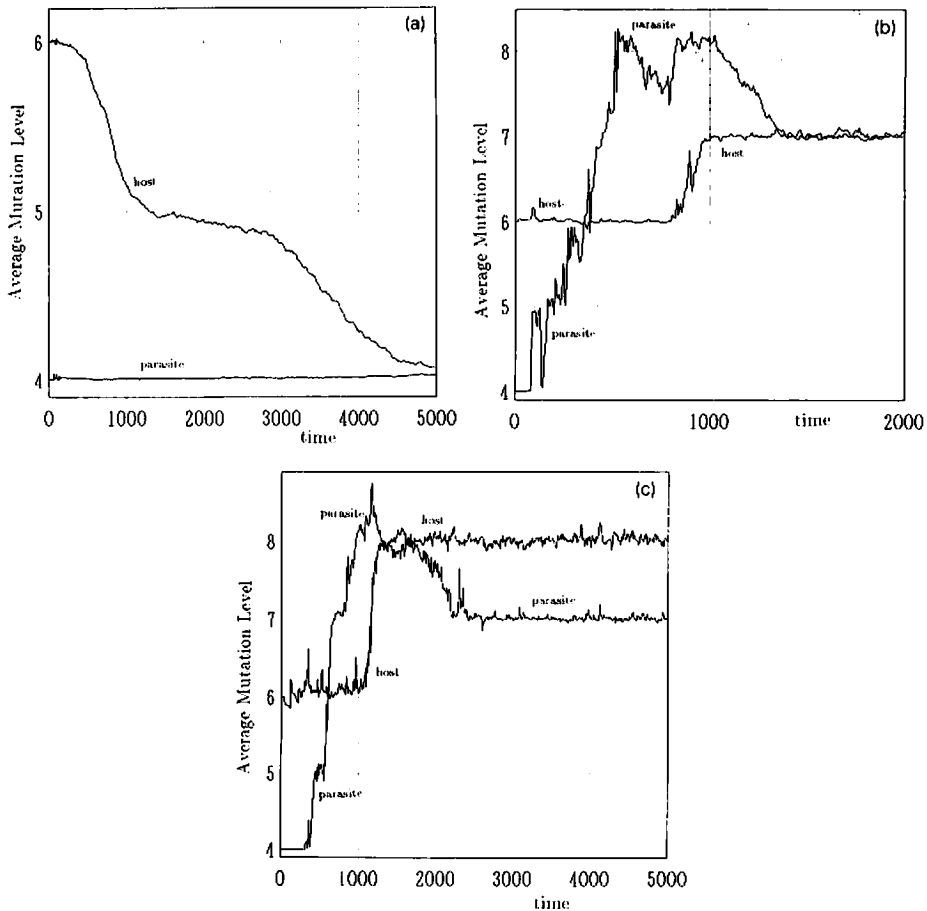 (a)
Average Mutation Level
6
5
4
host
parasite
0 1000 2000 3000 4000 5000
time
(b)
Average Mutation Level
8
7
6
5
4
parasite
host
host
parasite
0 1000 time 2000
(c)
Average Mutation Level
8
7
6
5
4
parasite
host
parasite
host
parasite
0 1000 2000 3000 4000 5000
time